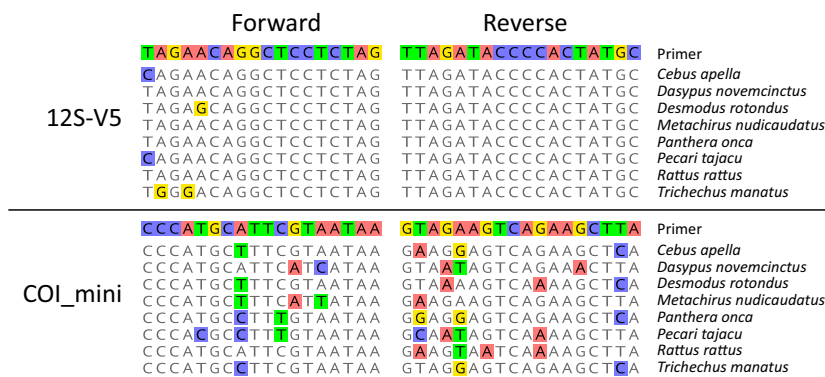 Forward Reverse
TAGAACAGGCTCCTCTAG TTAGATACCCCACTATGC Primer
CAGAACAGGCTCCTCTAG TTAGATACCCCACTATGC Cebus apella
TAGAACAGGCTCCTCTAG TTAGATACCCCACTATGC Dasypus novemcinctus
12S-V5
TAGAGCAGGCTCCTCTAG TTAGATACCCCACTATGC Desmodus rotondus
TAGAACAGGCTCCTCTAG TTAGATACCCCACTATGC Metachirus nudicaudatus
TAGAACAGGCTCCTCTAG TTAGATACCCCACTATGC Panthera onca
CAGAACAGGCTCCTCTAG TTAGATACCCCACTATGC Pecari tajacu
TAGAACAGGCTCCTCTAG TTAGATACCCCACTATGC Rattus rattus
TGGGACAGGCTCCTCTAG TTAGATACCCCACTATGC Trichechus manatus
CCCATGCATTCGTAATAA GTAGAAGTCAGAAGCTTA Primer
CCCATGCTTTCGTAATAA GAAGGAGTCAGAAGCTCA Cebus apella
CCCATGCATTCATCATAA GTAATAGTCAGAAACTTA Dasypus novemcinctus
COI_mini
CCCATGCTTTCGTAATAA GTAAAAGTCAAAAGCTCA Desmodus rotondus
CCCATGCTTTCATTATAA GAAGAAGTCAGAAGCTTA Metachirus nudicaudatus
CCCATGCCTTTGTAATAA GGAGGAGTCAGAAGCTCA Panthera onca
CCCACGCCTTTGTAATAA GCAATAGTCAAAAGCTTA Pecari tajacu
CCCATGCATTCGTAATAA GAAGTAATCAAAAGCTTA Rattus rattus
CCCATGCCTTCGTAATAA GTAGGAGTCAGAAGCTCA Trichechus manatus